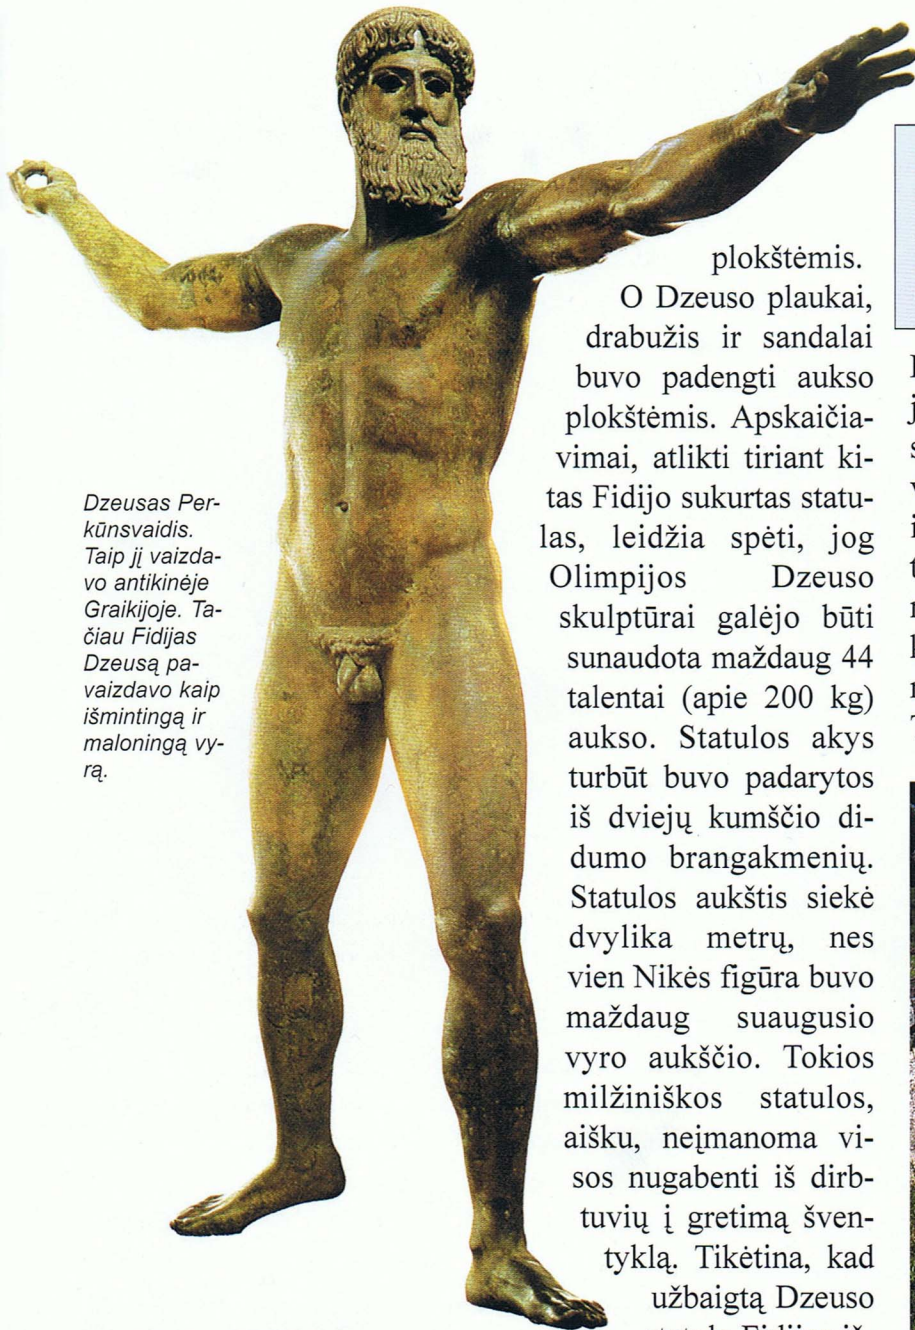 Dzeusas Per-
kūnsvaidis.
Taip jį vaizda-
vo antikinėje
Graikijoje. Ta-
čiau Fidijas
Dzeusą pa-
vaizdavo kaip
išmintingą ir
maloningą vy-
rą.
plokštėmis.
O Dzeuso plaukai,
drabužis ir sandalai
buvo padengti aukso
plokštėmis. Apskaičia-
vimai, atlikti tiriant ki-
tas Fidijo sukurtas statu-
las, leidžia spėti, jog
Olimpijos Dzeuso
skulptūrai galėjo būti
sunaudota maždaug 44
talentai (apie 200 kg)
aukso. Statulos akys
turbūt buvo padarytos
iš dviejų kumščio di-
dumo brangakmenių.
Statulos aukštis siekė
dvylika metrų, nes
vien Nikės figūra buvo
maždaug suaugusio
vyro aukščio. Tokios
milžiniškos statulos,
aišku, neįmanoma vi-
sos nugabenti iš dirb-
tuvių į gretimą šven-
tyklą. Tikėtina, kad
užbaigtą Dzeuso